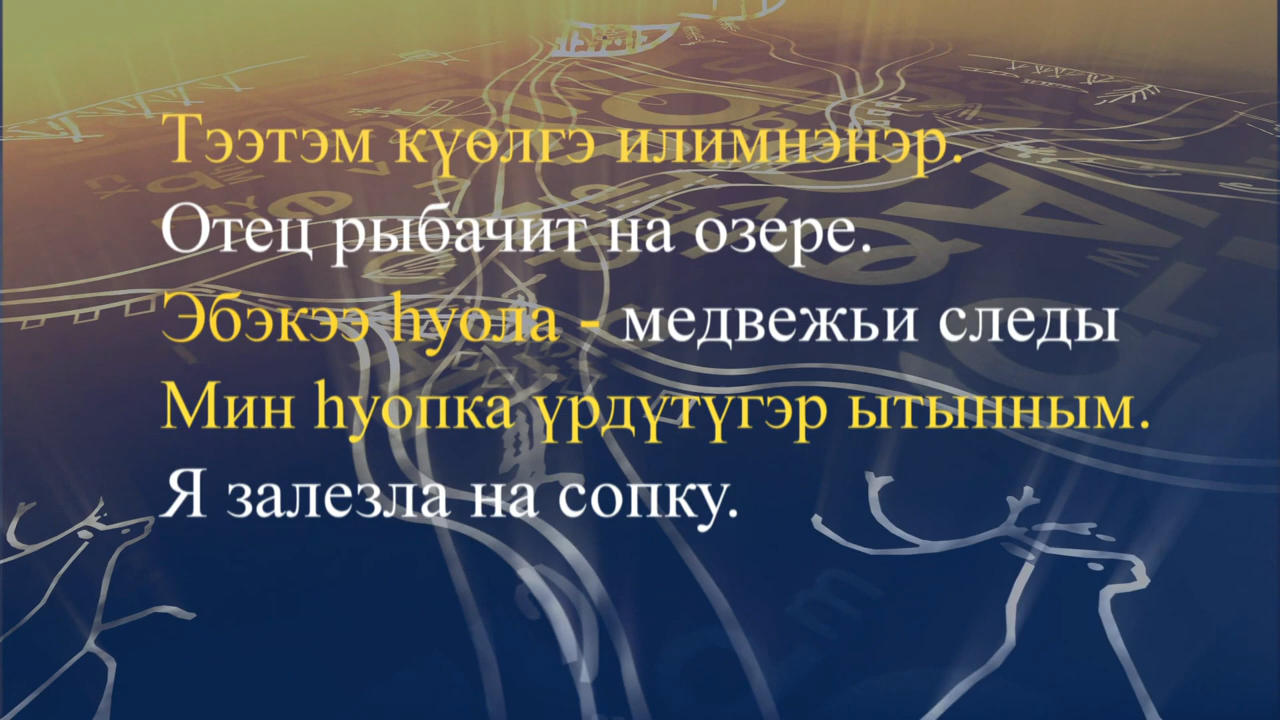 Тээтэм күөлгэ илимнэнэр.
Отец рыбачит на озере.
Эбэкээ һуола - медвежьи следы
Мин һуопка үрдүтүгэр ытынным.
Я залезла на сопку.